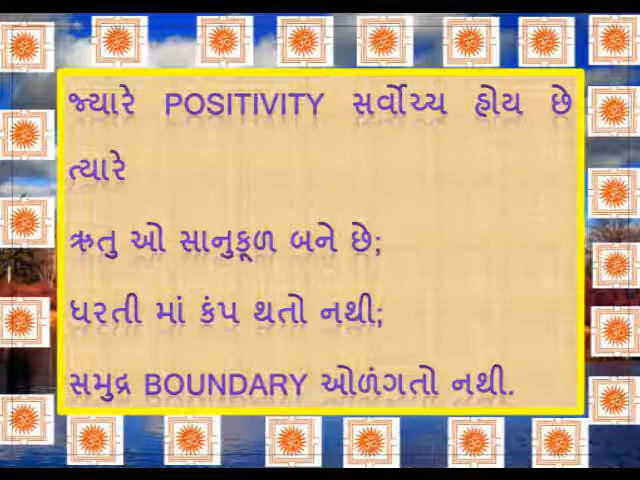 જ્યારે POSITIVITY સર્વોચ્ચ હોય છે
ત્યારે
ઋતુ ઓ સાનુકૂળ બને છે;
ધરતી માં કંપ થતો નથી;
સમુદ્ર BOUNDARY ઓળંગતો નથી.